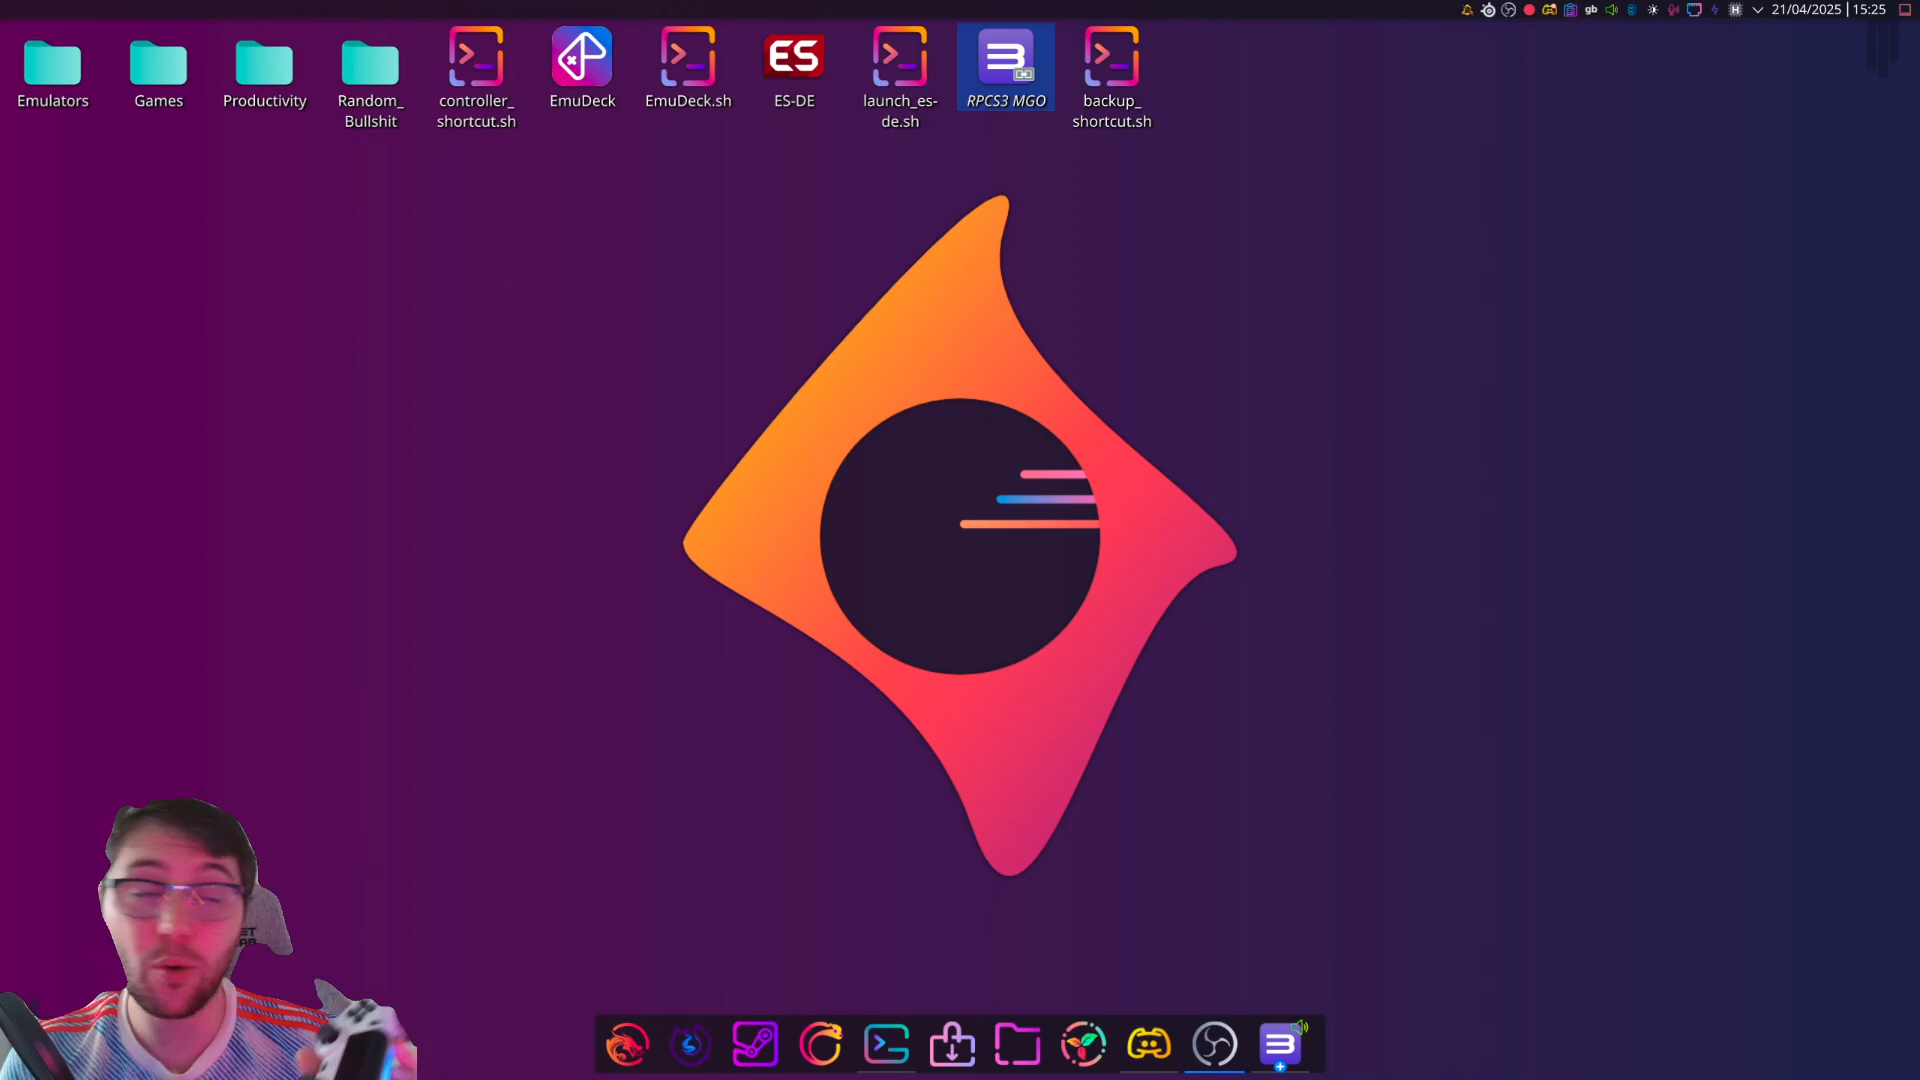 gb
21/04/2025 | 15:25
Emulators
Games
Productivity
Random_
Bullshit
controller_
shortcut.sh
EmuDeck
EmuDeck.sh
ES
ES-DE
launch_es-
de.sh
RPCS3 MGO
backup_
shortcut.sh